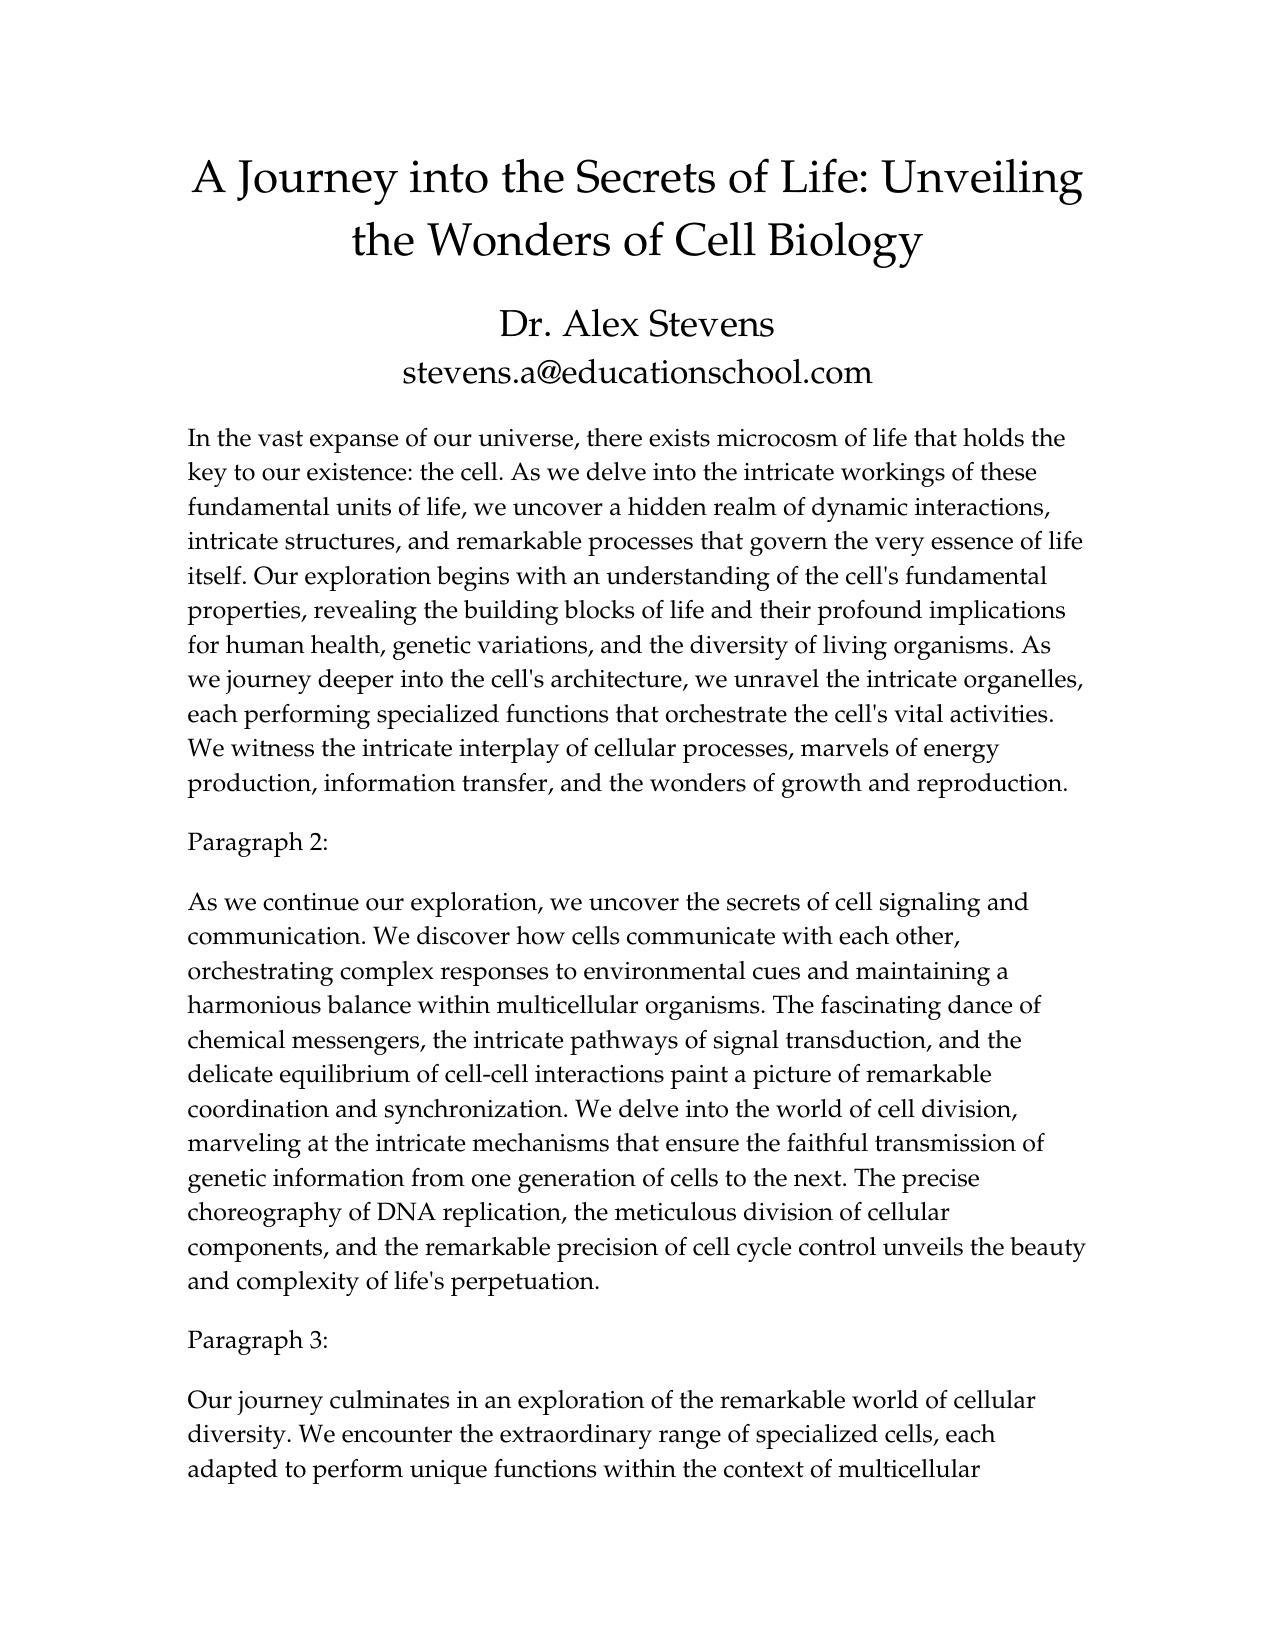 A Journey into the Secrets of Life: Unveiling
the Wonders of Cell Biology
Dr. Alex Stevens
stevens.a@educationschool.com
In the vast expanse of our universe, there exists microcosm of life that holds the
key to our existence: the cell. As we delve into the intricate workings of these
fundamental units of life, we uncover a hidden realm of dynamic interactions,
intricate structures, and remarkable processes that govern the very essence of life
itself. Our exploration begins with an understanding of the cell's fundamental
properties, revealing the building blocks of life and their profound implications
for human health, genetic variations, and the diversity of living organisms. As
we journey deeper into the cell's architecture, we unravel the intricate organelles,
each performing specialized functions that orchestrate the cell's vital activities.
We witness the intricate interplay of cellular processes, marvels of energy
production, information transfer, and the wonders of growth and reproduction.
Paragraph 2:
As we continue our exploration, we uncover the secrets of cell signaling and
communication. We discover how cells communicate with each other,
orchestrating complex responses to environmental cues and maintaining a
harmonious balance within multicellular organisms. The fascinating dance of
chemical messengers, the intricate pathways of signal transduction, and the
delicate equilibrium of cell-cell interactions paint a picture of remarkable
coordination and synchronization. We delve into the world of cell division,
marveling at the intricate mechanisms that ensure the faithful transmission of
genetic information from one generation of cells to the next. The precise
choreography of DNA replication, the meticulous division of cellular
components, and the remarkable precision of cell cycle control unveils the beauty
and complexity of life's perpetuation.
Paragraph 3:
Our journey culminates in an exploration of the remarkable world of cellular
diversity. We encounter the extraordinary range of specialized cells, each
adapted to perform unique functions within the context of multicellular